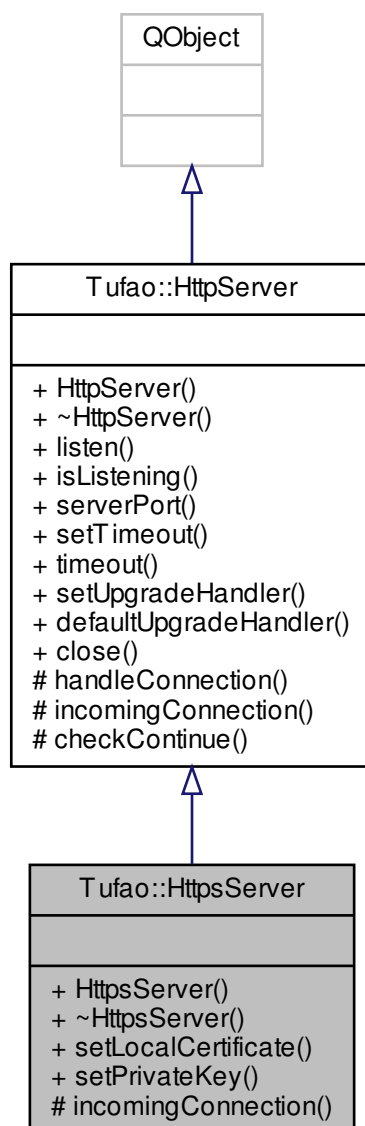 QObject
Tufao::HttpServer
+ HttpServer()
+ ~HttpServer()
+ listen()
+ isListening()
+ serverPort()
+ setTimeout()
+ timeout()
+ setUpgradeHandler()
+ defaultUpgradeHandler()
+ close()
# handleConnection()
# incomingConnection()
# checkContinue()
Tufao::HttpsServer
+ HttpsServer()
+ ~HttpsServer()
+ setLocalCertificate()
+ setPrivateKey()
# incomingConnection()